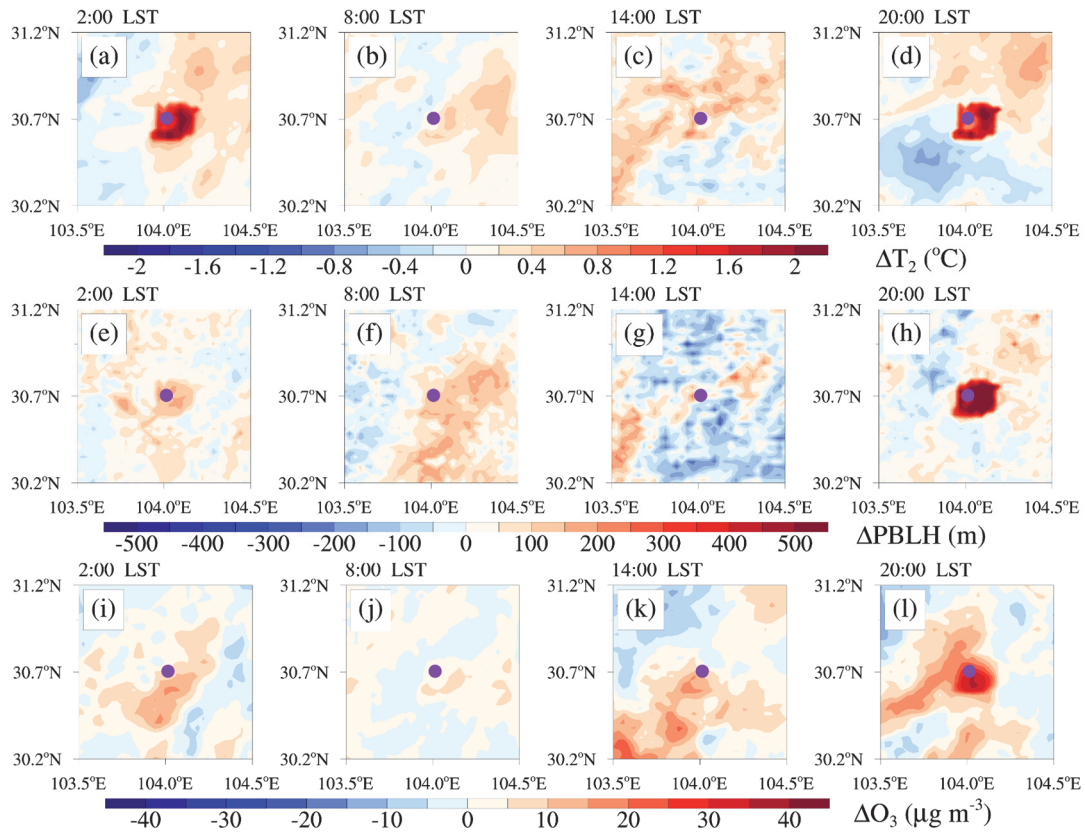 2:00 LST 8:00 LST 14:00 LST 20:00 LST
31.2°N (a) 31.2°N (b) 31.2°N (c) 31.2°N (d)
30.7°N 30.7°N 30.7°N 30.7°N
30.2°N 30.2°N 30.2°N 30.2°N
103.5°E 104.0°E 104.5°E 103.5°E 104.0°E 104.5°E 103.5°E 104.0°E 104.5°E 103.5°E 104.0°E 104.5°E
-2 -1.6 -1.2 -0.8 -0.4 0 0.4 0.8 1.2 1.6 2 ΔT₂ (°C)
2:00 LST 8:00 LST 14:00 LST 20:00 LST
31.2°N (e) 31.2°N (f) 31.2°N (g) 31.2°N (h)
30.7°N 30.7°N 30.7°N 30.7°N
30.2°N 30.2°N 30.2°N 30.2°N
103.5°E 104.0°E 104.5°E 103.5°E 104.0°E 104.5°E 103.5°E 104.0°E 104.5°E 103.5°E 104.0°E 104.5°E
-500 -400 -300 -200 -100 0 100 200 300 400 500 ΔPBLH (m)
2:00 LST 8:00 LST 14:00 LST 20:00 LST
31.2°N (i) 31.2°N (j) 31.2°N (k) 31.2°N (l)
30.7°N 30.7°N 30.7°N 30.7°N
30.2°N 30.2°N 30.2°N 30.2°N
103.5°E 104.0°E 104.5°E 103.5°E 104.0°E 104.5°E 103.5°E 104.0°E 104.5°E 103.5°E 104.0°E 104.5°E
-40 -30 -20 -10 0 10 20 30 40 ΔO₃ (μg m⁻³)